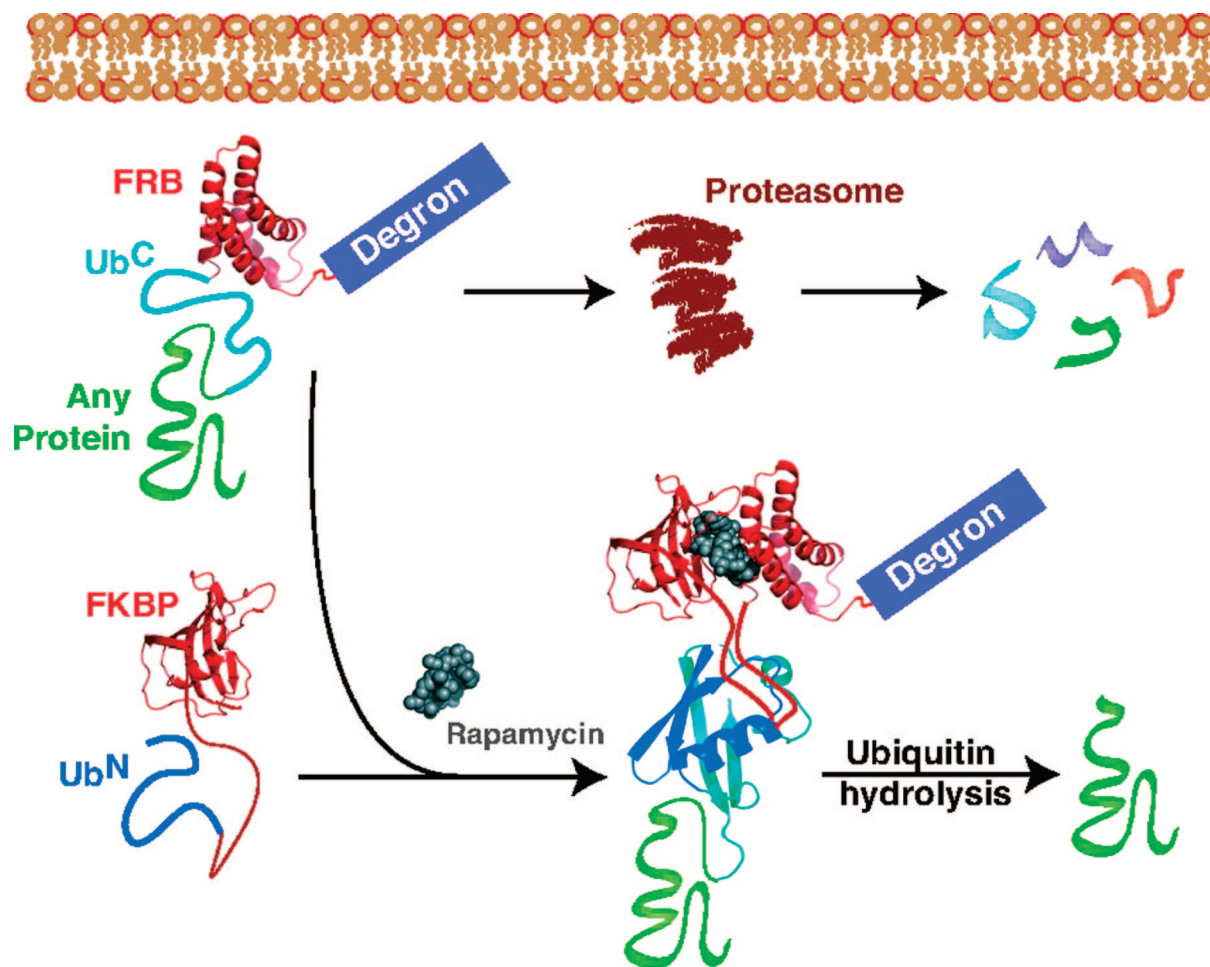 FRB
Degron
Proteasome
UbC
Any
Protein
FKBP
Degron
Rapamycin
UbN
Ubiquitin
hydrolysis